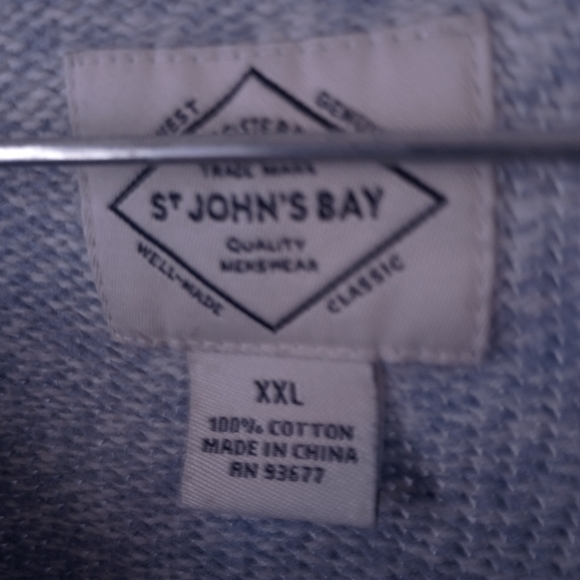 TRADE MARK
ST JOHN'S BAY
QUALITY
MENSWEAR
WELL-MADE
CLASSIC
XXL
100% COTTON
MADE IN CHINA
RN 93677